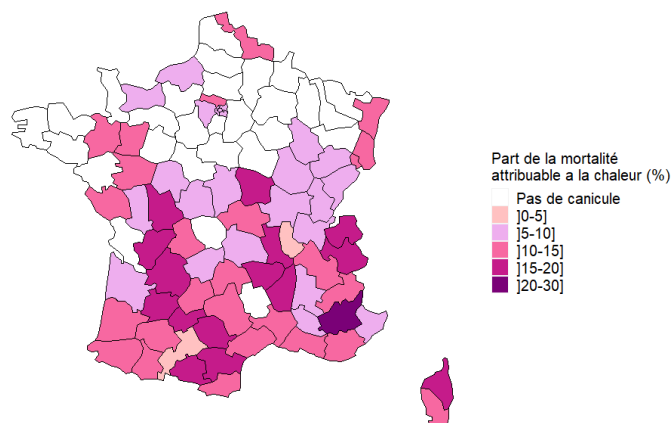 Part de la mortalité
attribuable a la chaleur (%)
Pas de canicule
]0-5]
]5-10]
]10-15]
]15-20]
]20-30]